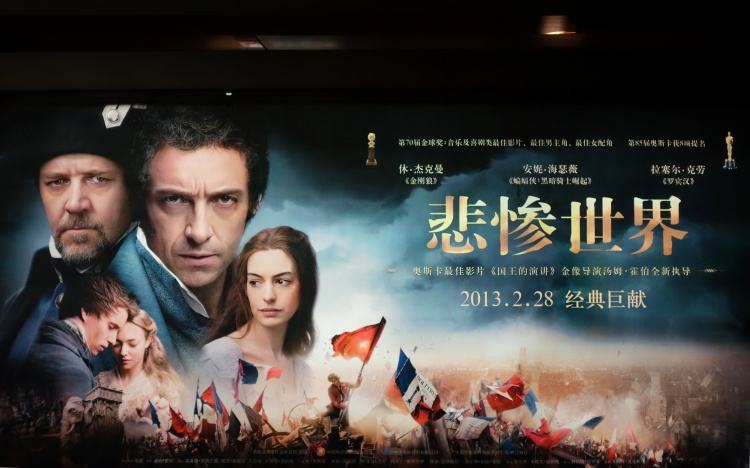 第70届金球奖：音乐及喜剧类最佳影片、最佳男主角、最佳女配角
第85届奥斯卡获8项提名
休·杰克曼 安妮·海瑟薇 拉塞尔·克劳
《金刚狼》 《蝙蝠侠：黑暗骑士崛起》 《罗宾汉》
悲惨世界
奥斯卡最佳影片《国王的演讲》金像导演汤姆·霍伯全新执导
2013.2.28 经典巨献